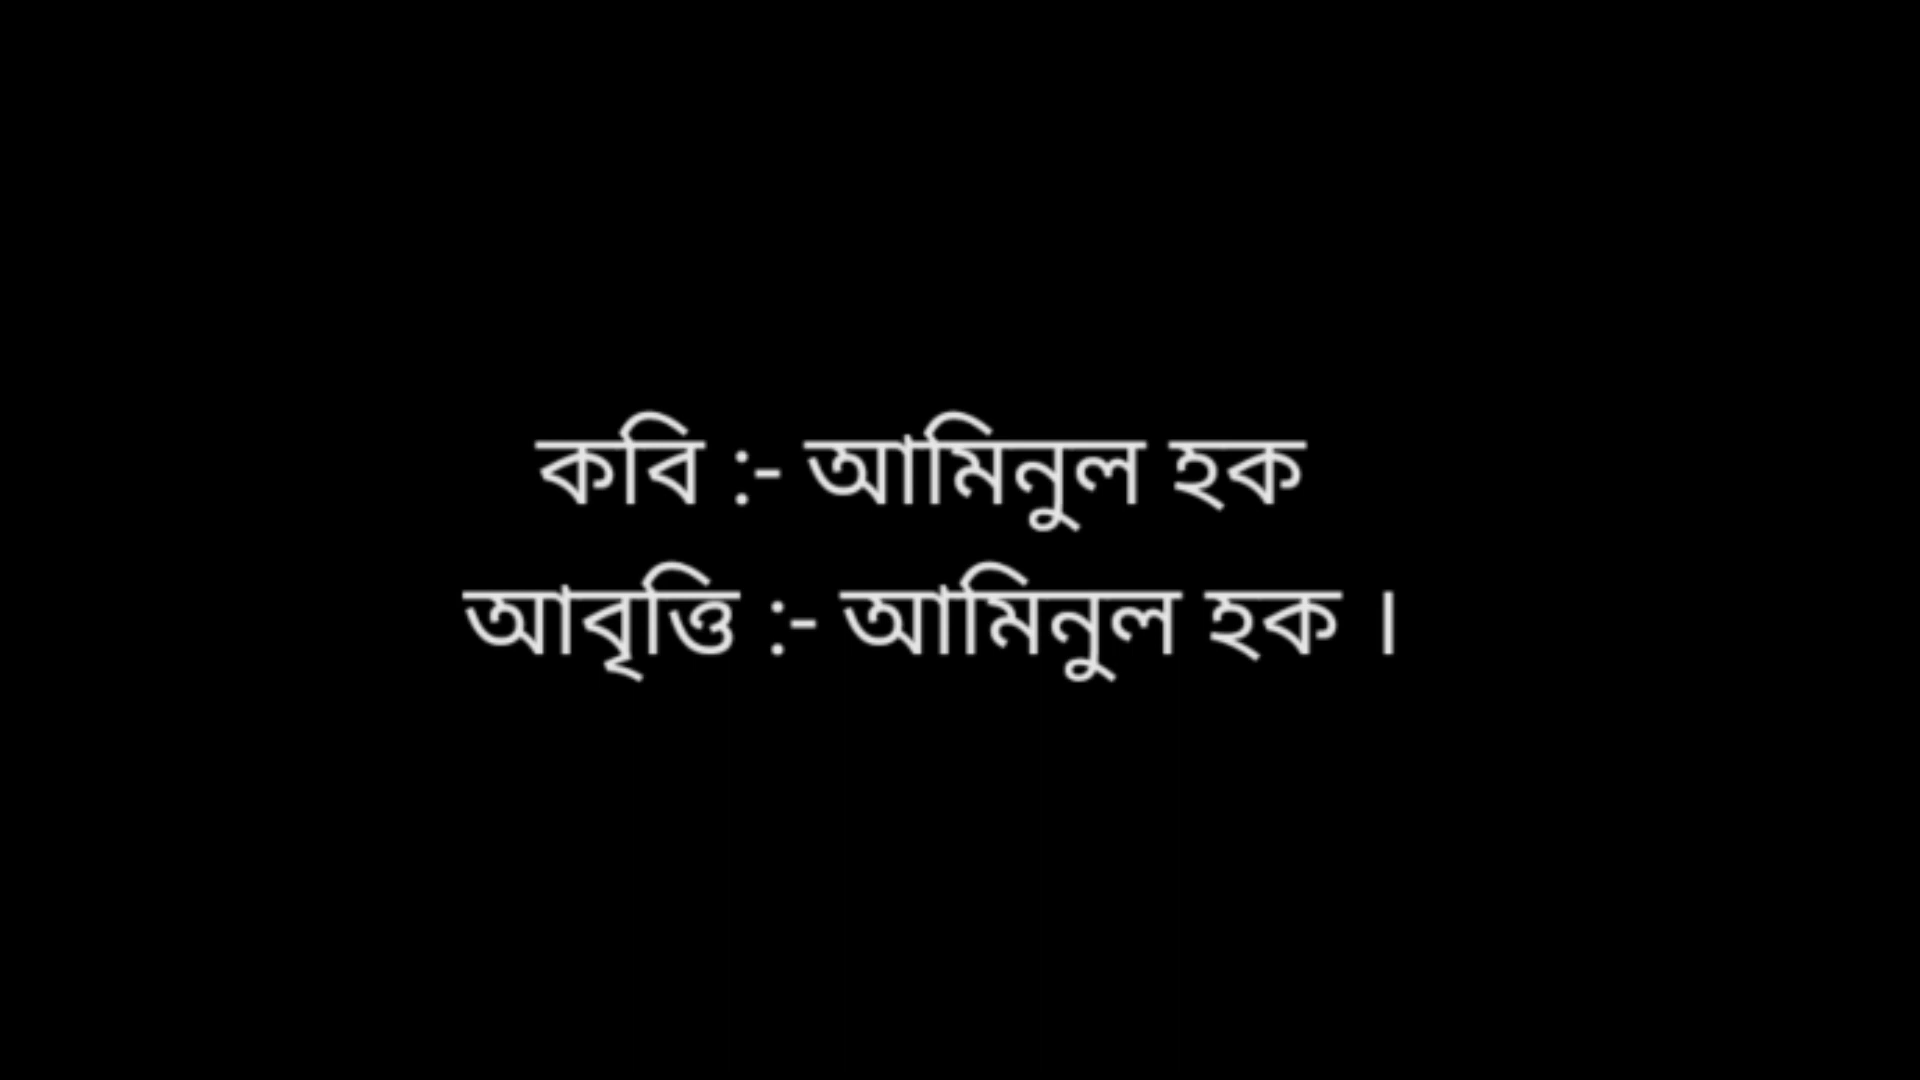 কবি :- আমিনুল হক
আবৃত্তি :- আমিনুল হক ।